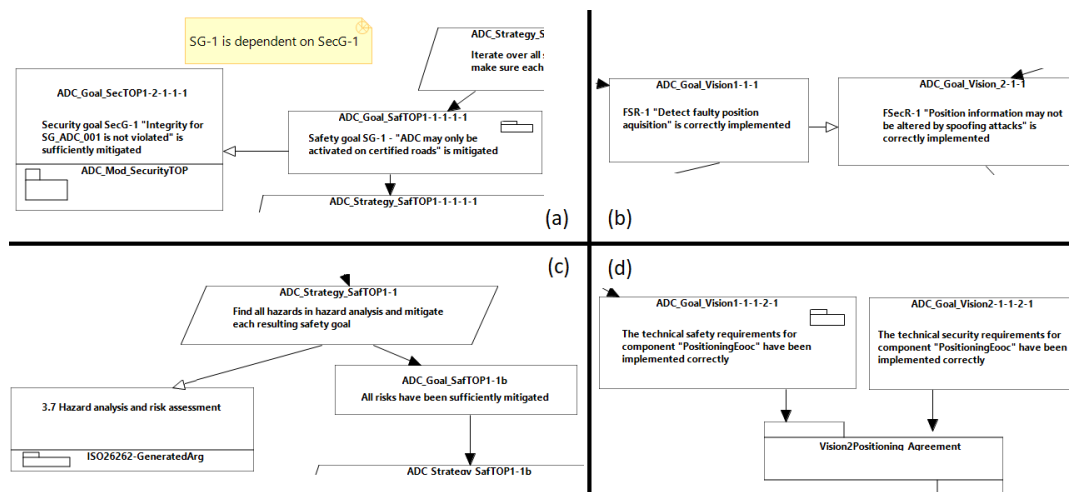 SG-1 is dependent on SecG-1
ADC_Goal_SecTOP1-2-1-1-1
Security goal SecG-1 "Integrity for
SG_ADC_001 is not violated" is
sufficiently mitigated
ADC_Mod_SecurityTOP
ADC_Strategy_S
Iterate over all
make sure each
ADC_Goal_SafTOP1-1-1-1-1
Safety goal SG-1 - "ADC may only be
activated on certified roads" is mitigated
ADC_Strategy_SafTOP1-1-1-1-1
(a)
ADC_Goal_Vision1-1-1
FSR-1 "Detect faulty position
aquisition" is correctly implemented
ADC_Goal_Vision_2-1-1
FSecR-1 "Position information may not
be altered by spoofing attacks" is
correctly implemented
(b)
(c)
ADC_Strategy_SafTOP1-1
Find all hazards in hazard analysis and mitigate
each resulting safety goal
3.7 Hazard analysis and risk assessment
ISO26262-GeneratedArg
ADC_Goal_SafTOP1-1b
All risks have been sufficiently mitigated
ADC_Strategy_SafTOP1-1b
(d)
ADC_Goal_Vision1-1-1-2-1
The technical safety requirements for
component "PositioningEooc" have been
implemented correctly
ADC_Goal_Vision2-1-1-2-1
The technical security requirements for
component "PositioningEooc" have been
implemented correctly
Vision2Positioning_Agreement